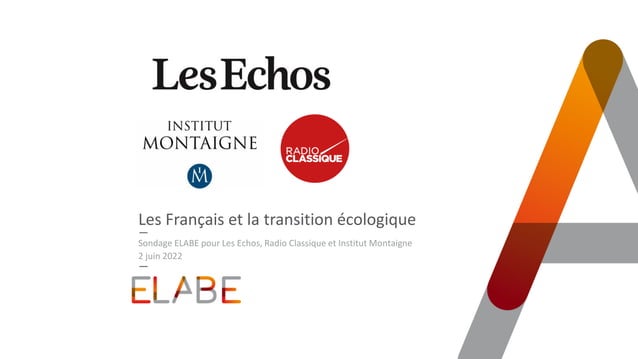 Les Echos
INSTITUT
MONTAIGNE
M
RADIO
CLASSIQUE
Les Français et la transition écologique
Sondage ELABE pour Les Echos, Radio Classique et Institut Montaigne
2 juin 2022
ELABE